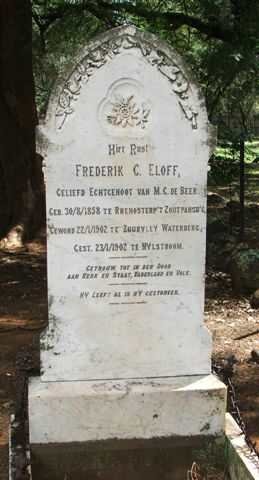 Hier Rust
Frederik C. Eloff,
Geliefd Echtgenoot van M.C. de Beer.
Geb. 30/8/1858 te Rhenosterpt Zoutpansb'g,
Gewond 22/1/1902 te Zuurvley Waterberg,
Gest. 23/1/1902 te Nylstroom.
Getrouw tot in den Dood
aan Kerk en Staat, Vaderland en Volk.
Hy leeft al is hy gestorven.